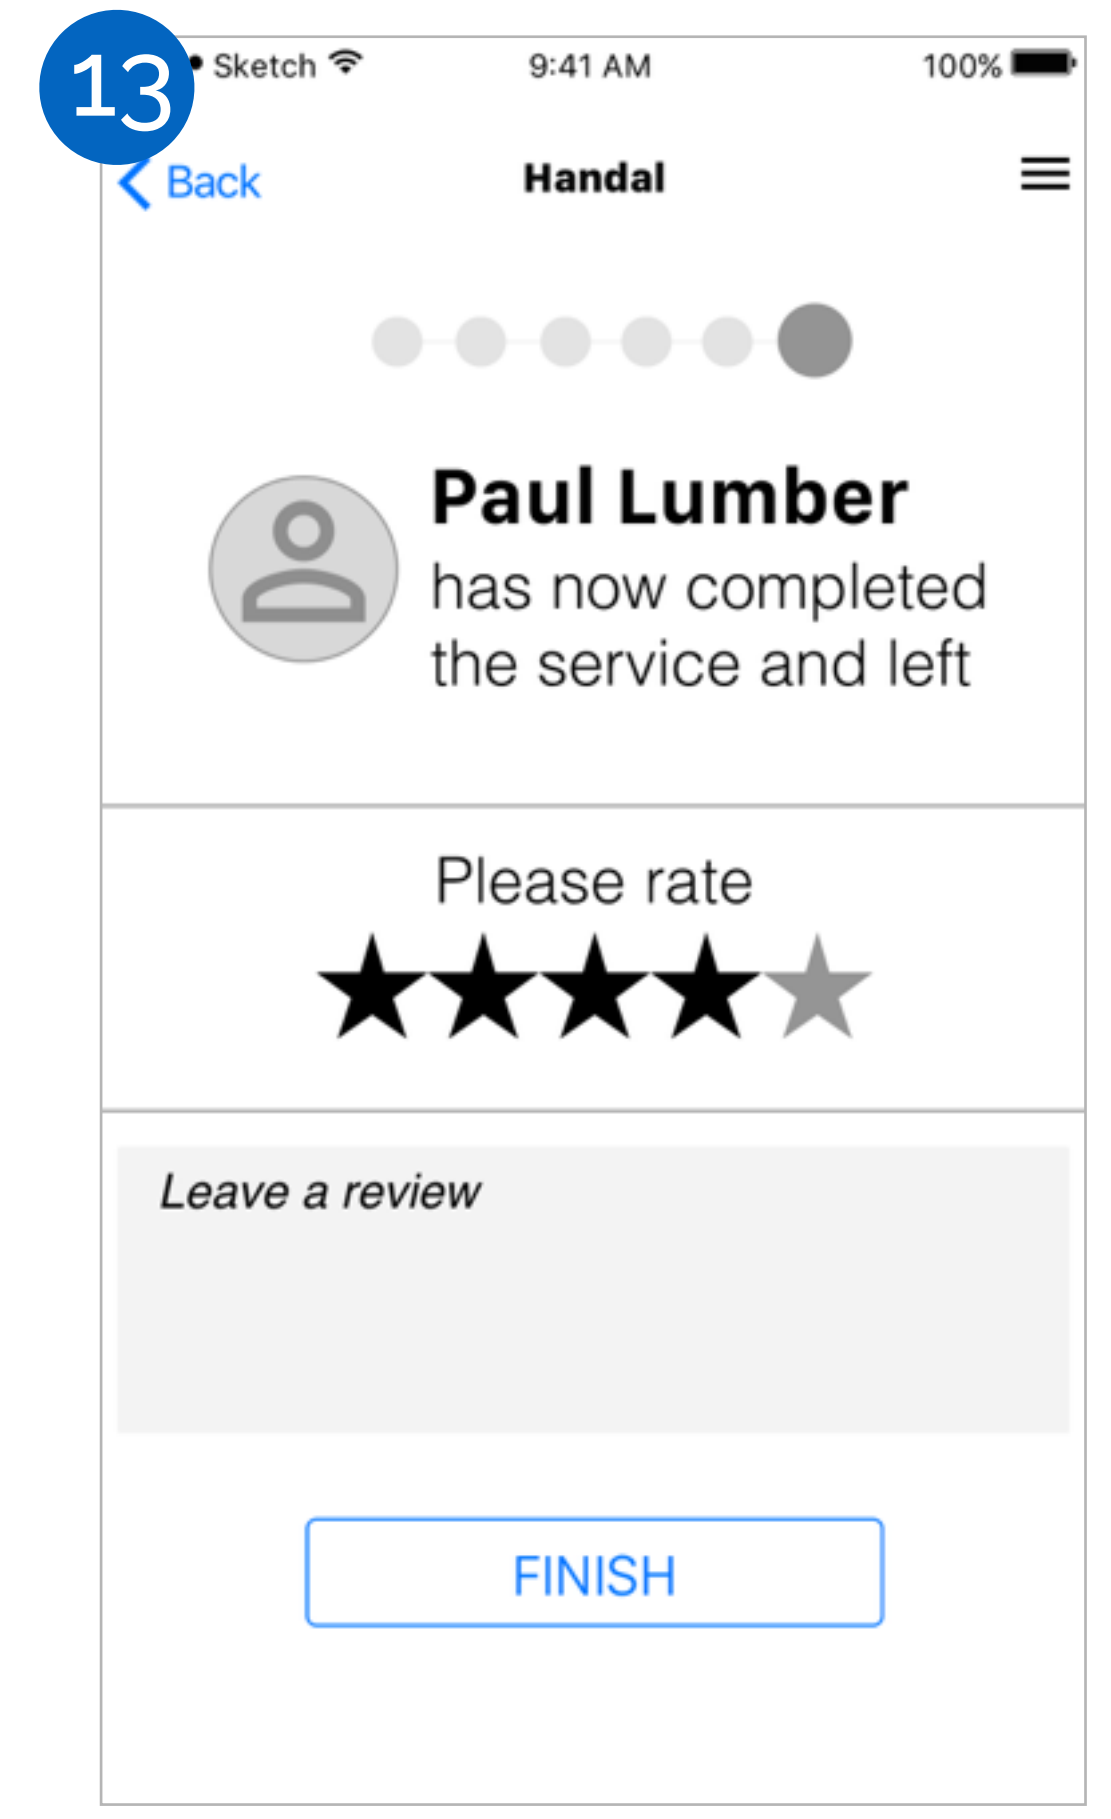 13
Sketch 9:41 AM 100%
Back Handal
Paul Lumber
has now completed
the service and left
Please rate
Leave a review
FINISH